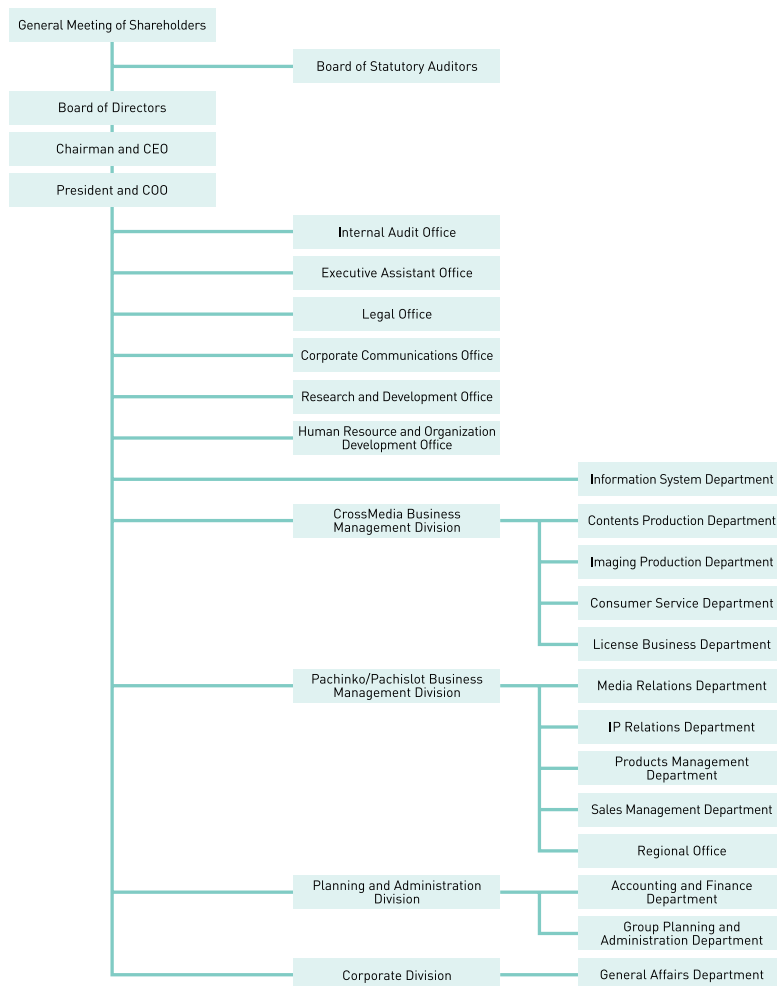 General Meeting of Shareholders
Board of Statutory Auditors
Board of Directors
Chairman and CEO
President and COO
Internal Audit Office
Executive Assistant Office
Legal Office
Corporate Communications Office
Research and Development Office
Human Resource and Organization
Development Office
Information System Department
CrossMedia Business
Management Division
Contents Production Department
Imaging Production Department
Consumer Service Department
License Business Department
Pachinko/Pachislot Business
Management Division
Media Relations Department
IP Relations Department
Products Management
Department
Sales Management Department
Regional Office
Planning and Administration
Division
Accounting and Finance
Department
Group Planning and
Administration Department
Corporate Division
General Affairs Department